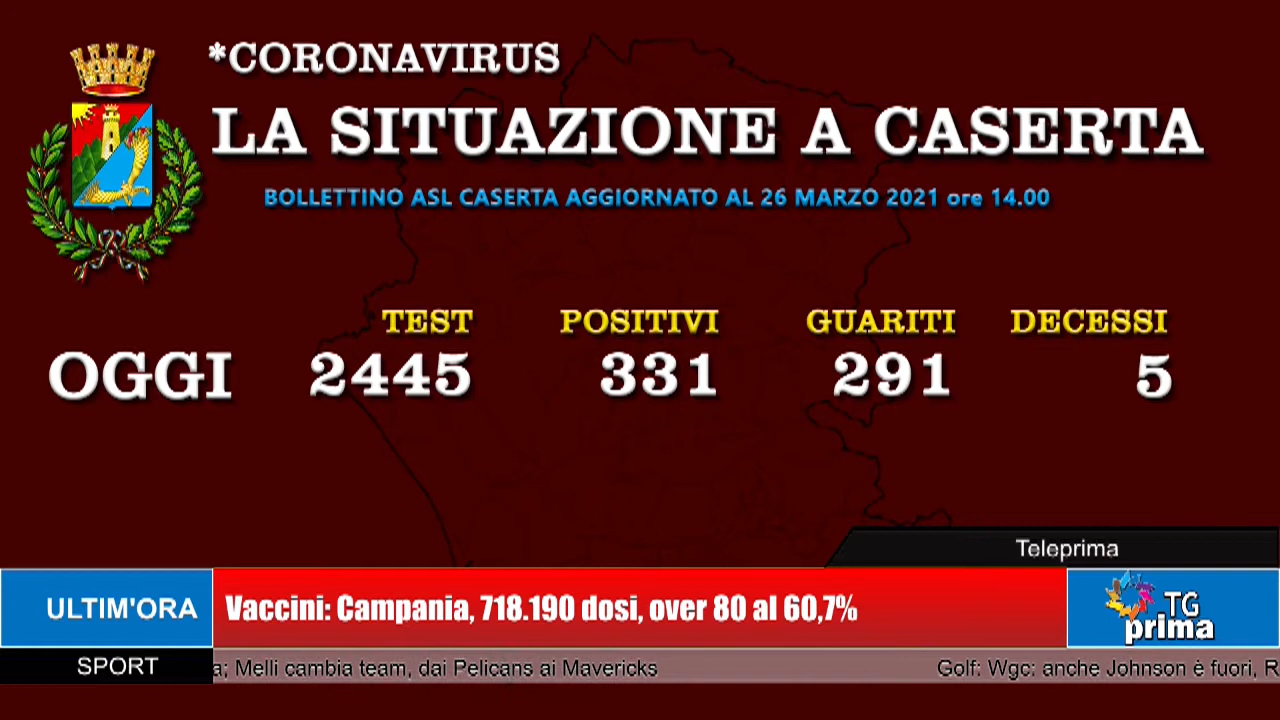 *CORONAVIRUS
LA SITUAZIONE A CASERTA
BOLLETTINO ASL CASERTA AGGIORNATO AL 26 MARZO 2021 ore 14.00
TEST POSITIVI GUARITI DECESSI
OGGI 2445 331 291 5
Teleprima
ULTIM'ORA Vaccini: Campania, 718.190 dosi, over 80 al 60,7%
TG
prima
SPORT a; Melli cambia team, dai Pelicans ai Mavericks Golf: Wgc: anche Johnson è fuori, R